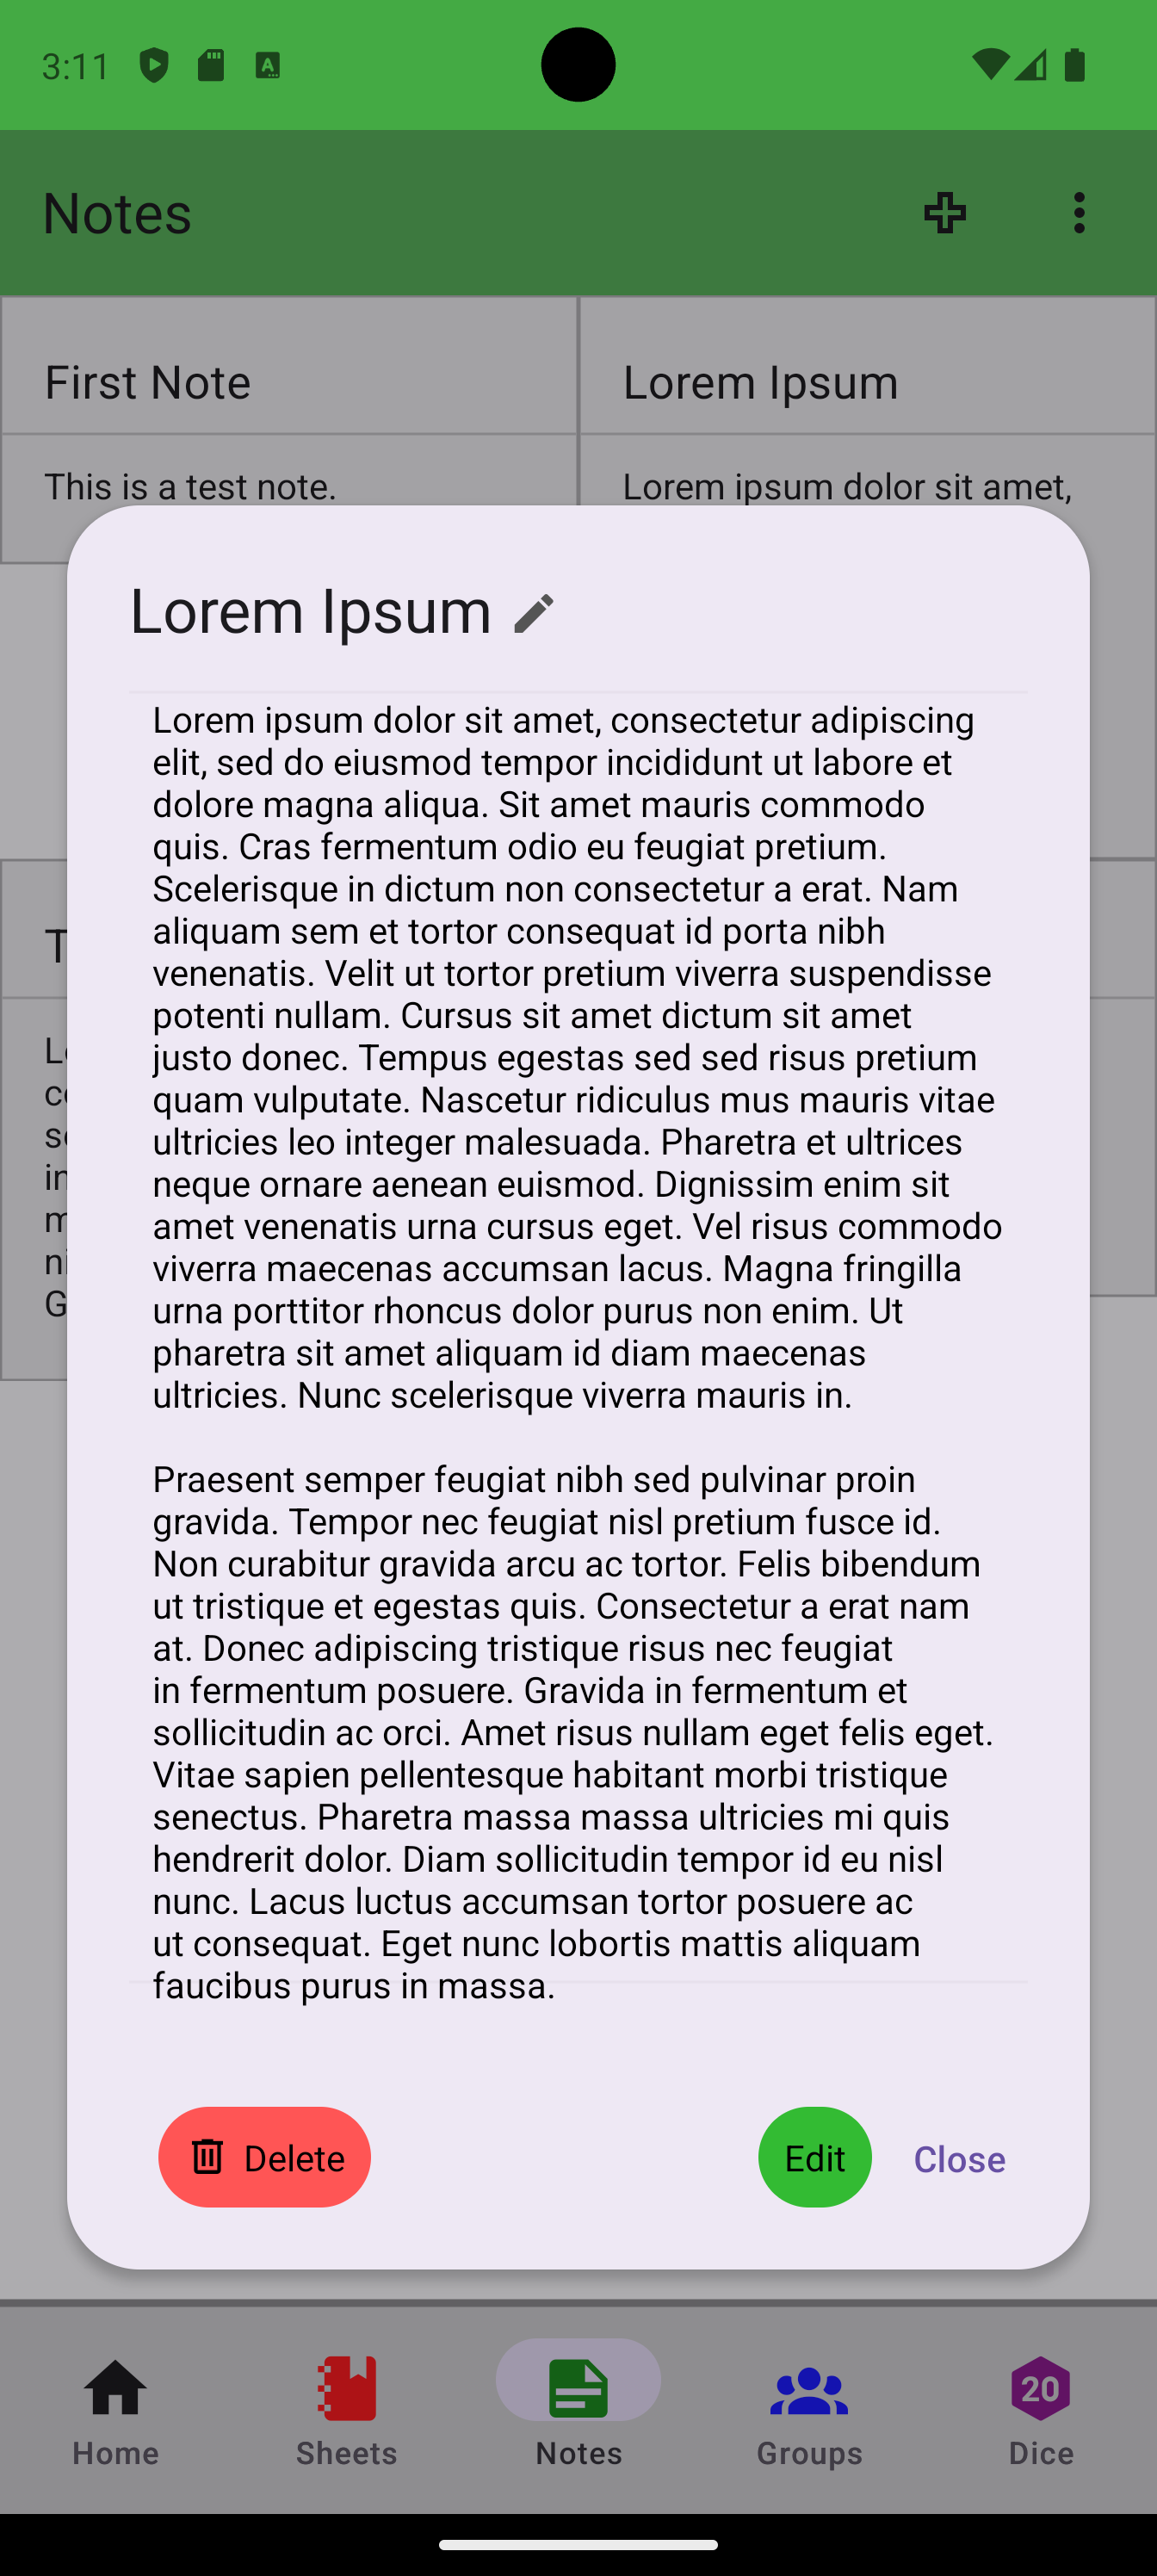 3:11
Notes
First Note
Lorem Ipsum
This is a test note.
Lorem ipsum dolor sit amet,
Lorem Ipsum
Lorem ipsum dolor sit amet, consectetur adipiscing
elit, sed do eiusmod tempor incididunt ut labore et
dolore magna aliqua. Sit amet mauris commodo
quis. Cras fermentum odio eu feugiat pretium.
Scelerisque in dictum non consectetur a erat. Nam
aliquam sem et tortor consequat id porta nibh
venenatis. Velit ut tortor pretium viverra suspendisse
potenti nullam. Cursus sit amet dictum sit amet
justo donec. Tempus egestas sed sed risus pretium
quam vulputate. Nascetur ridiculus mus mauris vitae
ultricies leo integer malesuada. Pharetra et ultrices
neque ornare aenean euismod. Dignissim enim sit
amet venenatis urna cursus eget. Vel risus commodo
viverra maecenas accumsan lacus. Magna fringilla
urna porttitor rhoncus dolor purus non enim. Ut
pharetra sit amet aliquam id diam maecenas
ultricies. Nunc scelerisque viverra mauris in.
Praesent semper feugiat nibh sed pulvinar proin
gravida. Tempor nec feugiat nisl pretium fusce id.
Non curabitur gravida arcu ac tortor. Felis bibendum
ut tristique et egestas quis. Consectetur a erat nam
at. Donec adipiscing tristique risus nec feugiat
in fermentum posuere. Gravida in fermentum et
sollicitudin ac orci. Amet risus nullam eget felis eget.
Vitae sapien pellentesque habitant morbi tristique
senectus. Pharetra massa massa ultricies mi quis
hendrerit dolor. Diam sollicitudin tempor id eu nisl
nunc. Lacus luctus accumsan tortor posuere ac
ut consequat. Eget nunc lobortis mattis aliquam
faucibus purus in massa.
Delete
Edit
Close
20
Home
Sheets
Notes
Groups
Dice